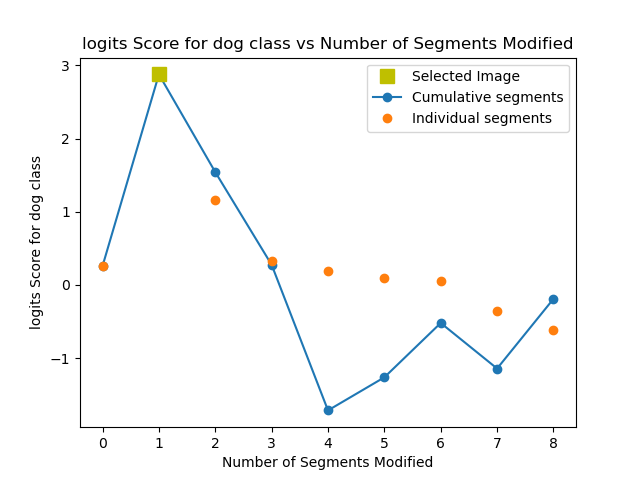 logits Score for dog class vs Number of Segments Modified
3
2
1
0
−1
logits Score for dog class
Selected Image
Cumulative segments
Individual segments
0 1 2 3 4 5 6 7 8
Number of Segments Modified